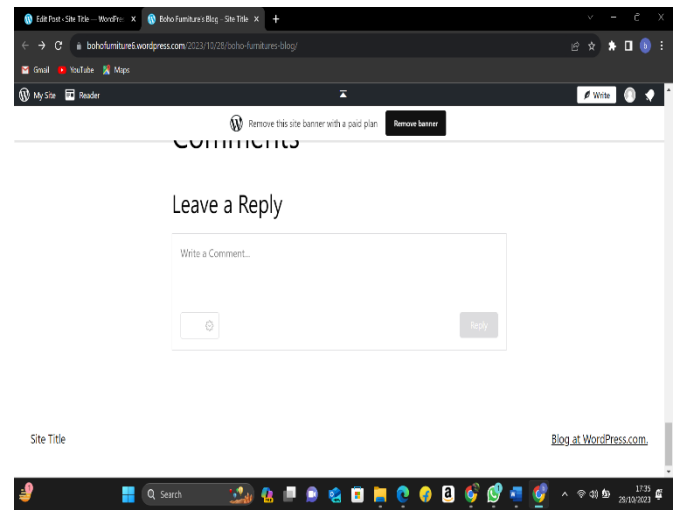 Edit Post ‹ Site Title — WordPre
Boho Furniture's Blog – Site Title
bohofurniture6.wordpress.com/2023/10/28/boho-furnitures-blog/
Gmail
YouTube
Maps
My Site
Reader
Write
Remove this site banner with a paid plan
Remove banner
Comments
Leave a Reply
Write a Comment...
Reply
Site Title
Blog at WordPress.com.
Search
17:35
29/10/2023